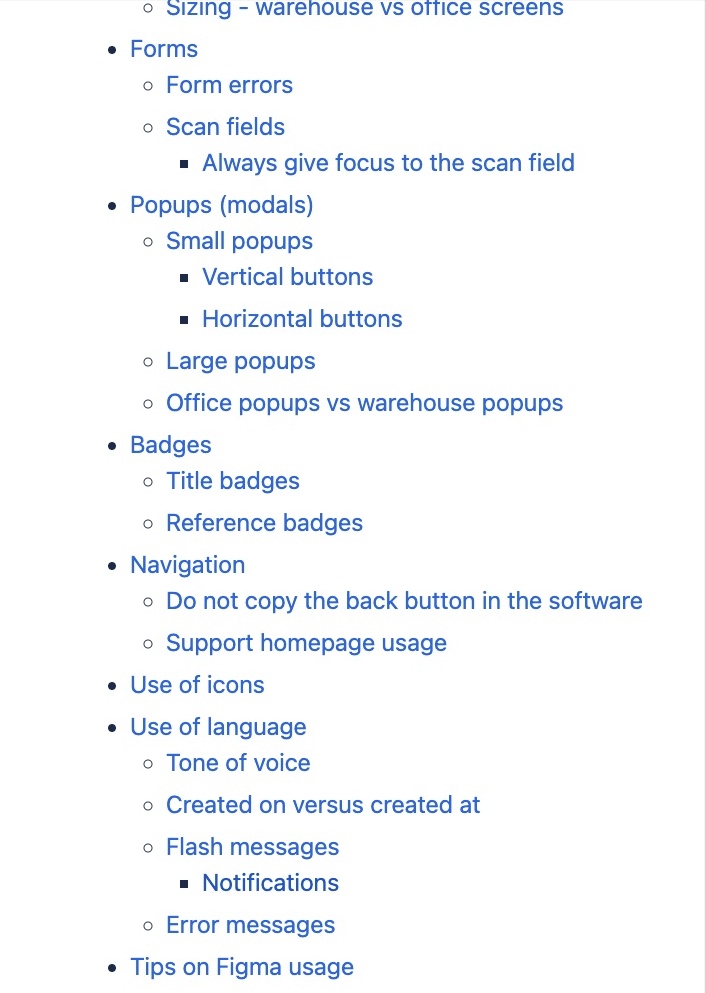 Sizing - warehouse vs office screens
Forms
Form errors
Scan fields
Always give focus to the scan field
Popups (modals)
Small popups
Vertical buttons
Horizontal buttons
Large popups
Office popups vs warehouse popups
Badges
Title badges
Reference badges
Navigation
Do not copy the back button in the software
Support homepage usage
Use of icons
Use of language
Tone of voice
Created on versus created at
Flash messages
Notifications
Error messages
Tips on Figma usage